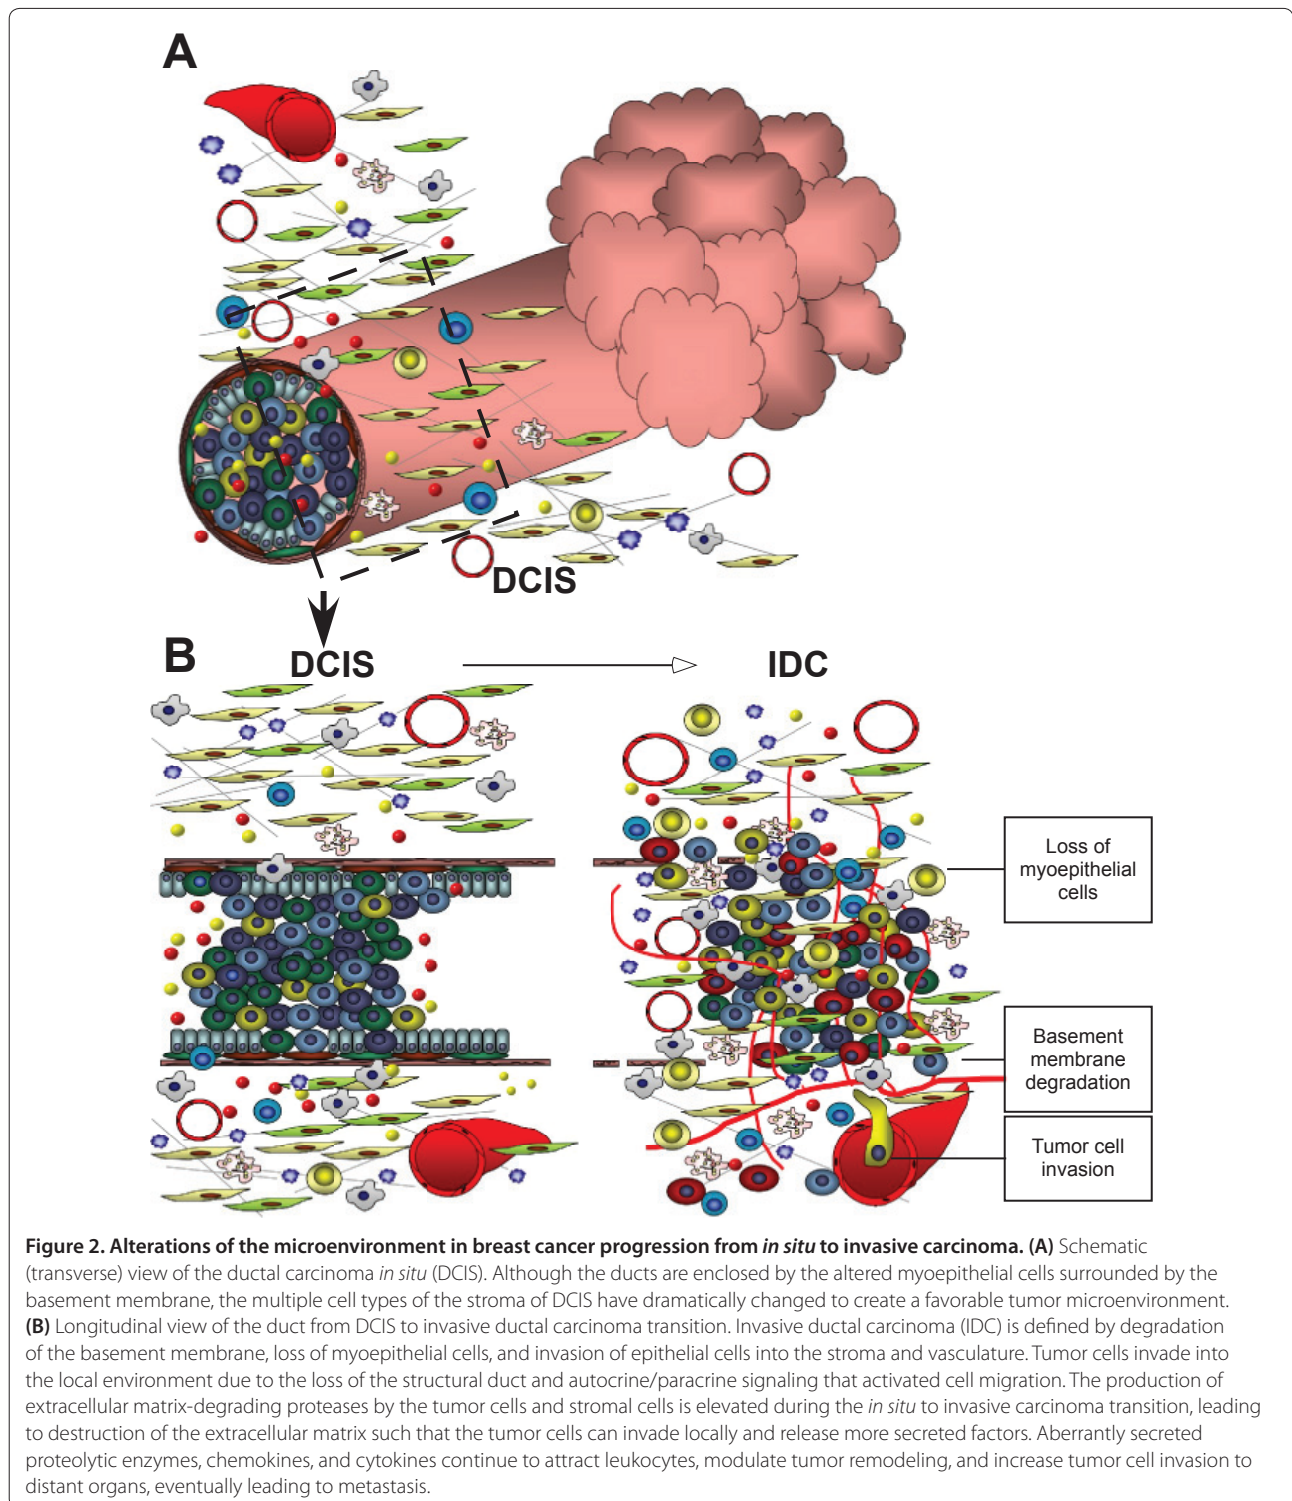 A
DCIS
B
DCIS
IDC
Loss of
myoepithelial
cells
Basement
membrane
degradation
Tumor cell
invasion
Figure 2. Alterations of the microenvironment in breast cancer progression from in situ to invasive carcinoma. (A) Schematic
(transverse) view of the ductal carcinoma in situ (DCIS). Although the ducts are enclosed by the altered myoepithelial cells surrounded by the
basement membrane, the multiple cell types of the stroma of DCIS have dramatically changed to create a favorable tumor microenvironment.
(B) Longitudinal view of the duct from DCIS to invasive ductal carcinoma transition. Invasive ductal carcinoma (IDC) is defined by degradation
of the basement membrane, loss of myoepithelial cells, and invasion of epithelial cells into the stroma and vasculature. Tumor cells invade into
the local environment due to the loss of the structural duct and autocrine/paracrine signaling that activated cell migration. The production of
extracellular matrix-degrading proteases by the tumor cells and stromal cells is elevated during the in situ to invasive carcinoma transition, leading
to destruction of the extracellular matrix such that the tumor cells can invade locally and release more secreted factors. Aberrantly secreted
proteolytic enzymes, chemokines, and cytokines continue to attract leukocytes, modulate tumor remodeling, and increase tumor cell invasion to
distant organs, eventually leading to metastasis.